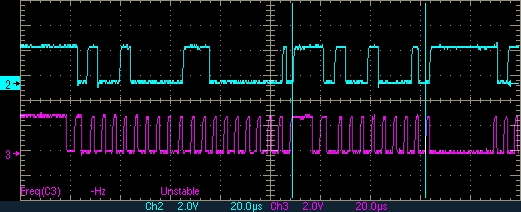 2
3
Freq(C3) -Hz Unstable
Ch2 2.0V 20.0µs Ch3 2.0V 20.0µs